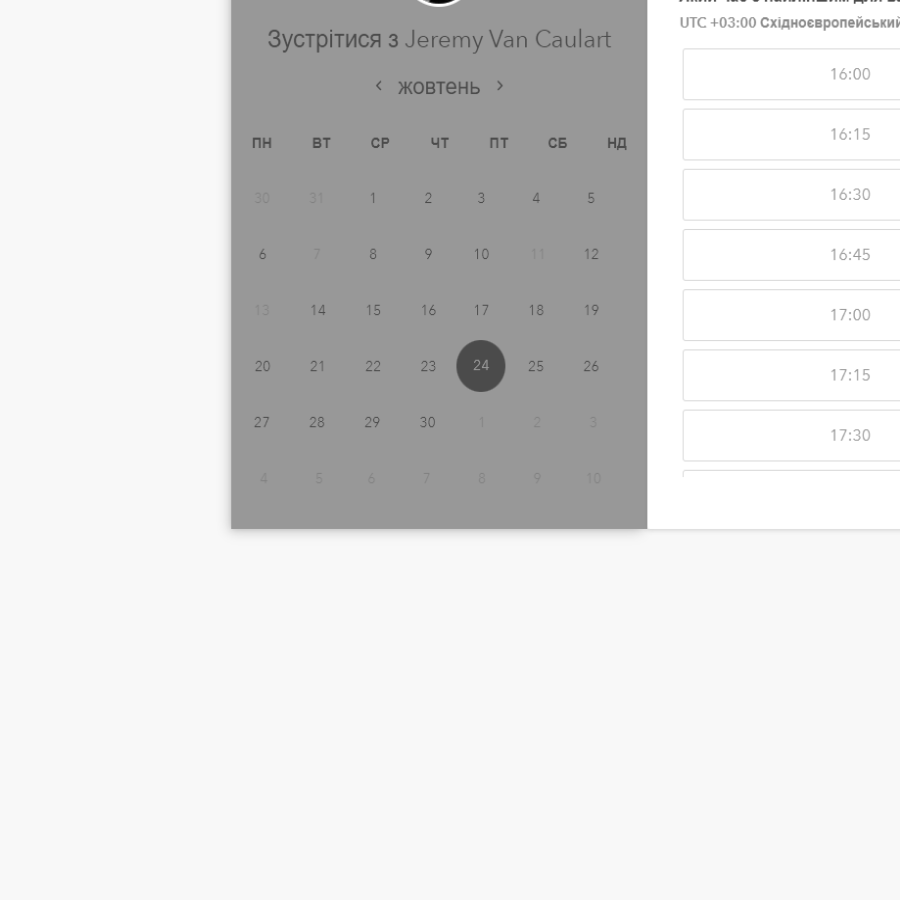 Зустрітися з Jeremy Van Caulart
жовтень
ПН ВТ СР ЧТ ПТ СБ НД
30 31 1 2 3 4 5
6 7 8 9 10 11 12
13 14 15 16 17 18 19
20 21 22 23 24 25 26
27 28 29 30 1 2 3
4 5 6 7 8 9 10
UTC +03:00 Східноєвропейський
16:00
16:15
16:30
16:45
17:00
17:15
17:30